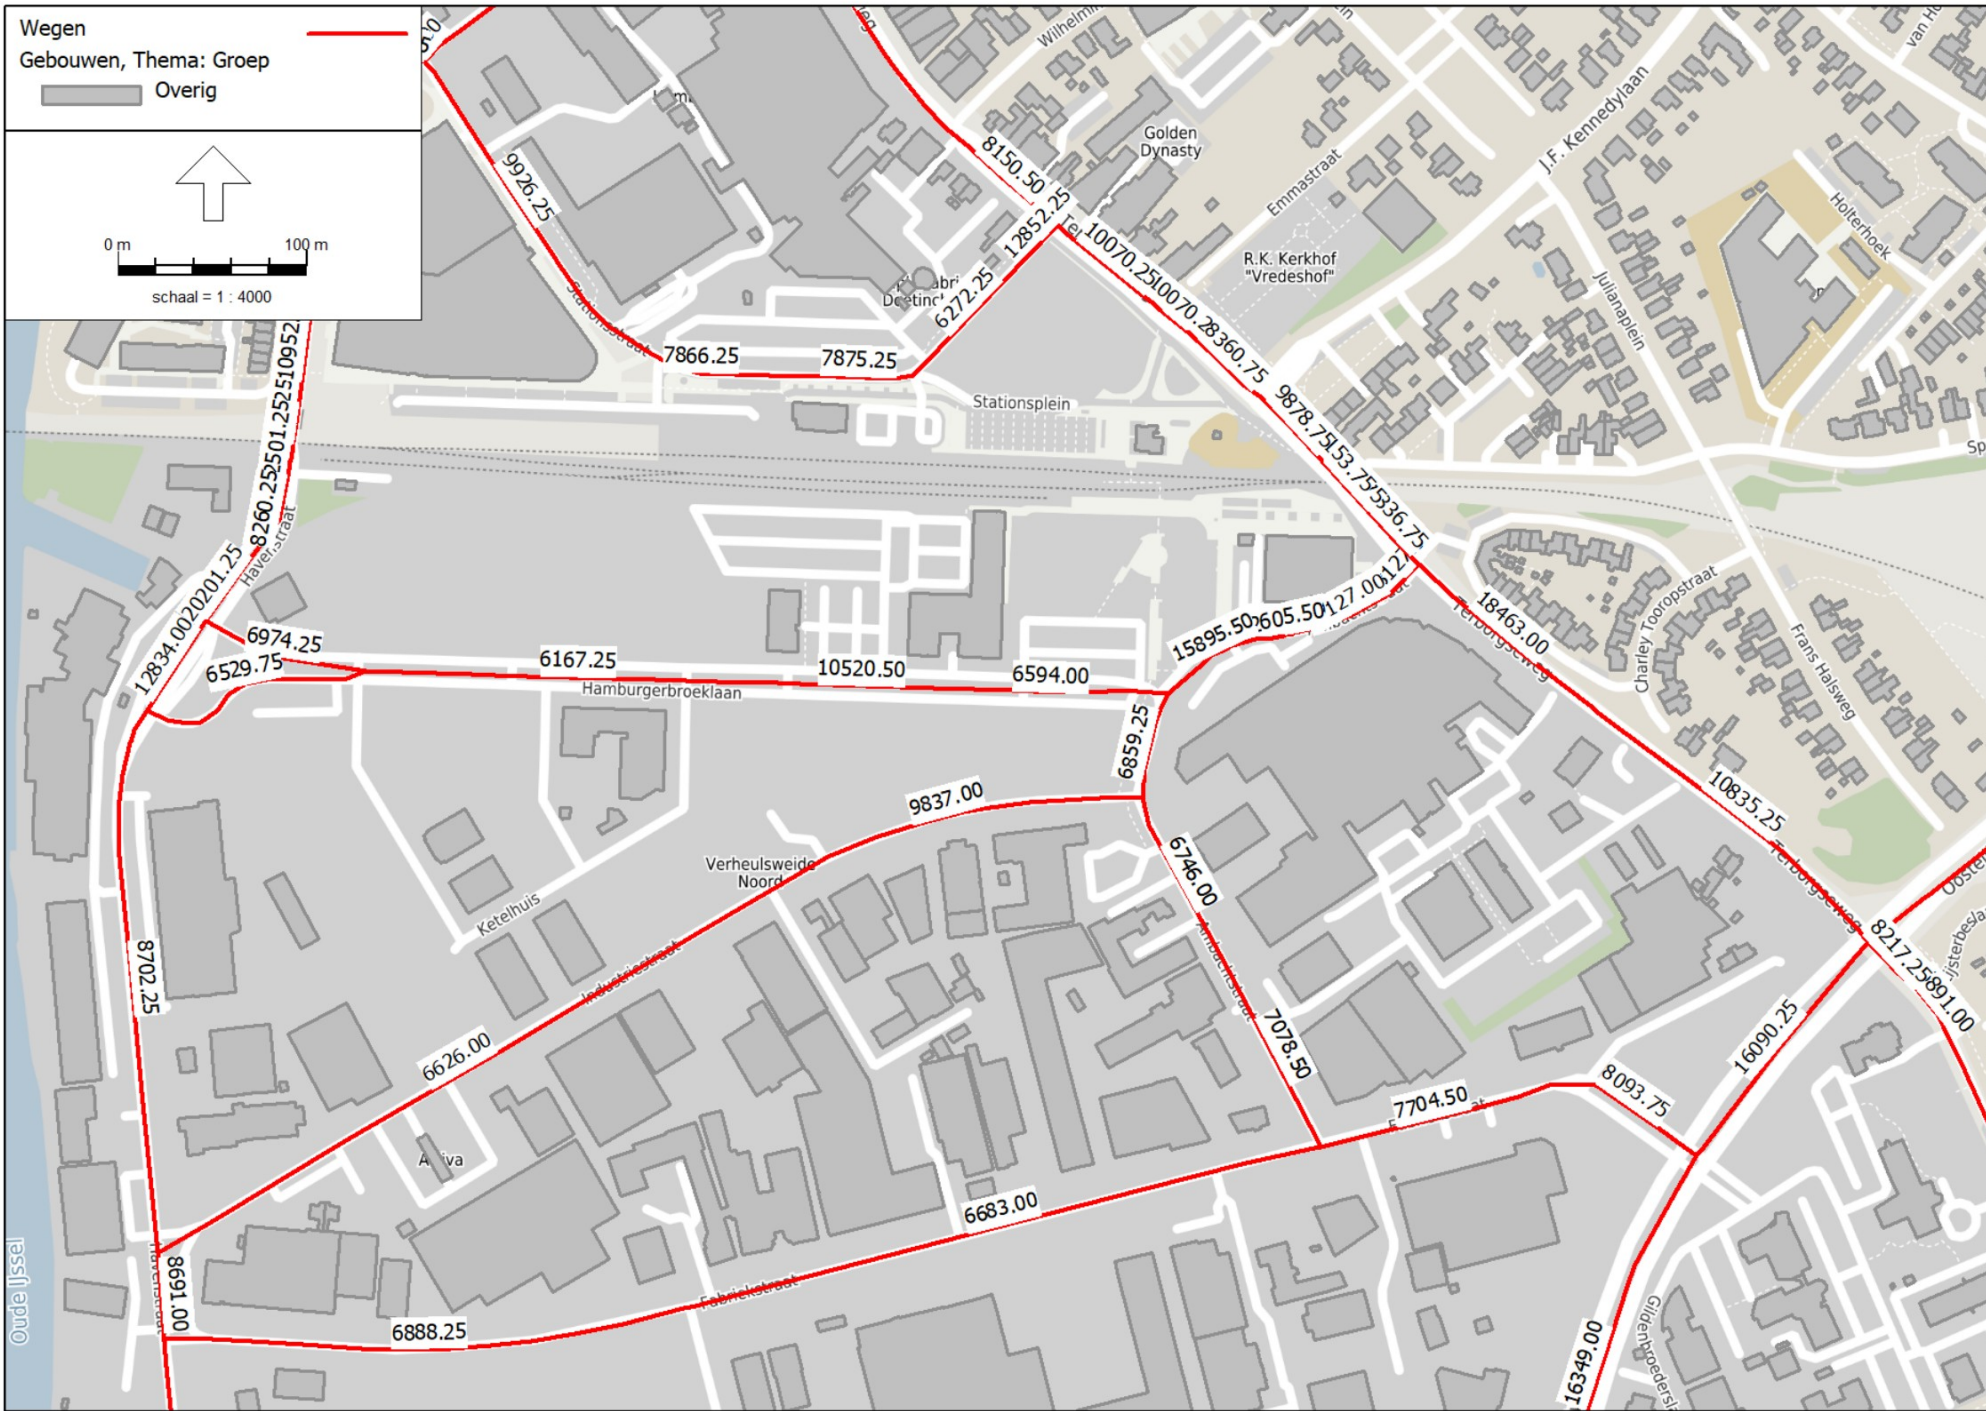 Wegen
Gebouwen, Thema: Groep
Overig
0 m
100 m
schaal = 1 : 4000
Golden
Dynasty
Emmastraat
J.F. Kennedylaan
Holterhoek
R.K. Kerkhof
"Vredeshof"
Julianaplein
8150.50
9926.25
12852.25
10070.25
6272.25
Stationsstraat
7866.25
7875.25
Stationsplein
9878.75
12834.00
20201.25
6974.25
6529.75
6167.25
10520.50
6594.00
Hamburgerbroeklaan
15895.50
18463.00
Terborgseweg
Charley Tooropstraat
Frans Halsweg
6859.25
9837.00
10835.25
Verheulsweide
Noord
6746.00
Ketelhuis
Terborgseweg
8217.25
16090.25
8702.25
Industriestraat
Ambachtstraat
7078.50
6626.00
7704.50
8093.75
6683.00
Oude IJssel
Havenstraat
8691.00
Fabriekstraat
6888.25
16349.00